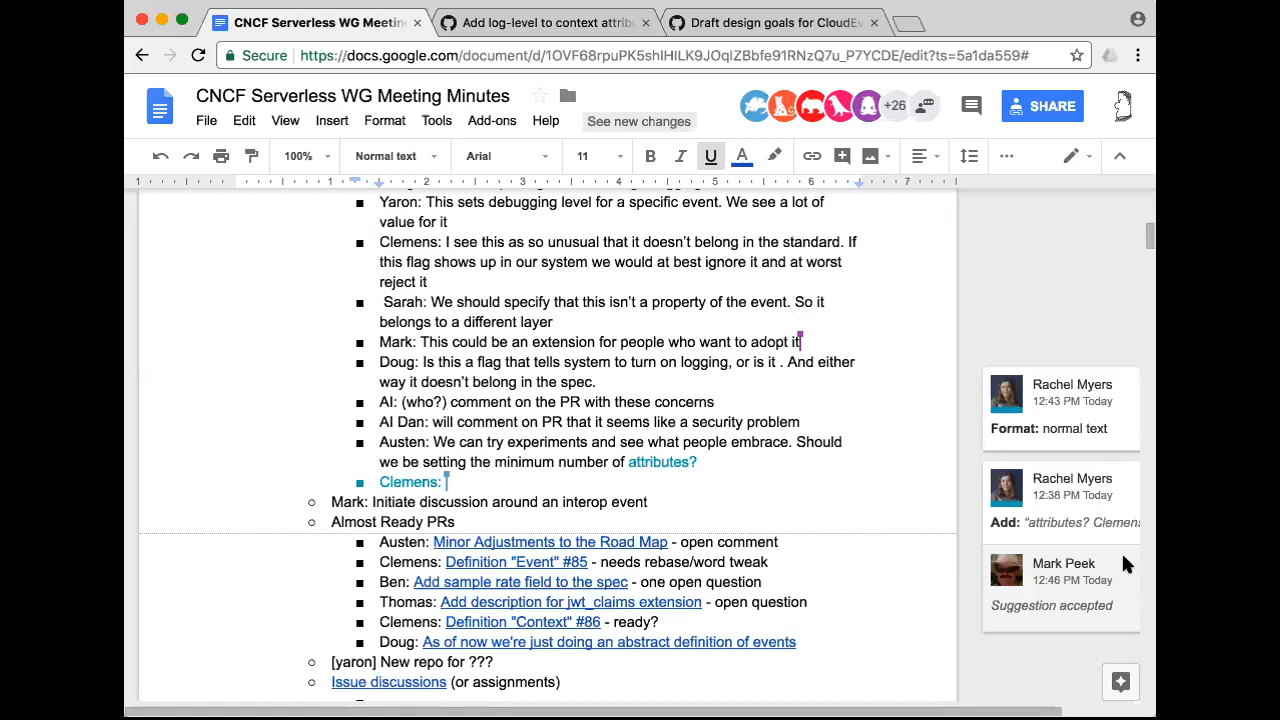 CNCF Serverless WG Meetin
Add log-level to context attribu
Draft design goals for CloudEv
Secure
https://docs.google.com/document/d/1OVF68rpuPK5shIHILK9JOqlZBbfe91RNzQ7u_P7YCDE/edit?ts=5a1da559#
CNCF Serverless WG Meeting Minutes
+26
SHARE
File Edit View Insert Format Tools Add-ons Help See new changes
100% Normal text Arial 11 B I U A
1 1 2 3 4 5 6 7
Yaron: This sets debugging level for a specific event. We see a lot of
value for it
Clemens: I see this as so unusual that it doesn't belong in the standard. If
this flag shows up in our system we would at best ignore it and at worst
reject it
Sarah: We should specify that this isn't a property of the event. So it
belongs to a different layer
Mark: This could be an extension for people who want to adopt it
Doug: Is this a flag that tells system to turn on logging, or is it . And either
way it doesn't belong in the spec.
AI: (who?) comment on the PR with these concerns
AI Dan: will comment on PR that it seems like a security problem
Austen: We can try experiments and see what people embrace. Should
we be setting the minimum number of attributes?
Clemens:
Mark: Initiate discussion around an interop event
Almost Ready PRs
Austen: Minor Adjustments to the Road Map - open comment
Clemens: Definition "Event" #85 - needs rebase/word tweak
Ben: Add sample rate field to the spec - one open question
Thomas: Add description for jwt_claims extension - open question
Clemens: Definition "Context" #86 - ready?
Doug: As of now we're just doing an abstract definition of events
[yaron] New repo for ???
Issue discussions (or assignments)
Rachel Myers
12:43 PM Today
Format: normal text
Rachel Myers
12:38 PM Today
Add: "attributes? Clemens
Mark Peek
12:46 PM Today
Suggestion accepted